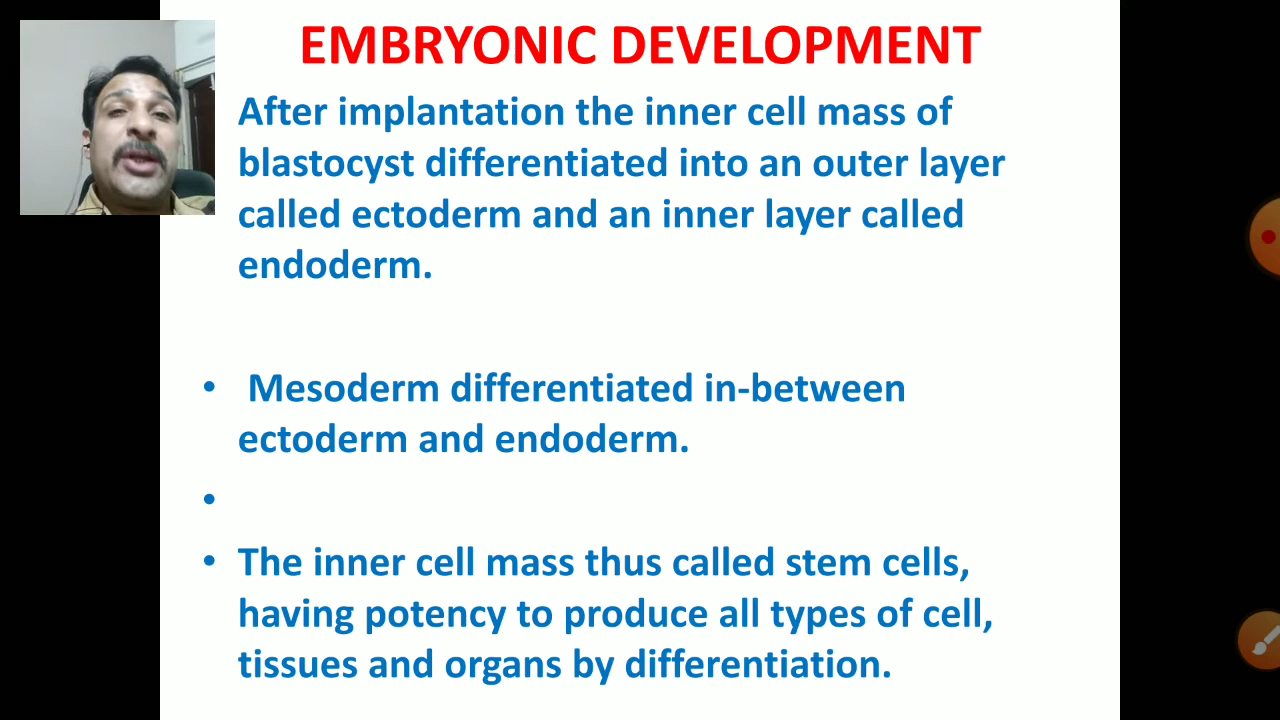 EMBRYONIC DEVELOPMENT
After implantation the inner cell mass of
blastocyst differentiated into an outer layer
called ectoderm and an inner layer called
endoderm.
• Mesoderm differentiated in-between
ectoderm and endoderm.
•
• The inner cell mass thus called stem cells,
having potency to produce all types of cell,
tissues and organs by differentiation.